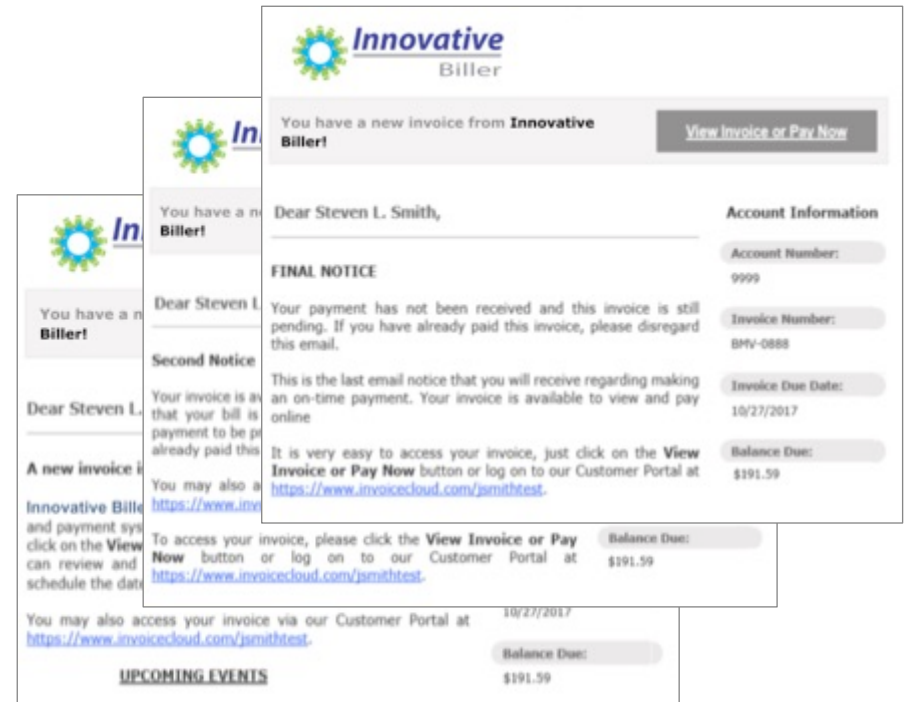 Innovative
Biller
You have a new invoice from Innovative
Biller!
View Invoice or Pay Now
Dear Steven L. Smith,
FINAL NOTICE
Your payment has not been received and this invoice is still
pending. If you have already paid this invoice, please disregard
this email.
This is the last email notice that you will receive regarding making
an on-time payment. Your invoice is available to view and pay
online
It is very easy to access your invoice, just click on the View
Invoice or Pay Now button or log on to our Customer Portal at
https://www.invoicecloud.com/jsmithtest.
Account Information
Account Number:
9999
Invoice Number:
BMV-0888
Invoice Due Date:
10/27/2017
Balance Due:
$191.59
In
You have a n
Biller!
Dear Steven L
Second Notice
Your invoice is av
that your bill is
payment to be pr
already paid this
You may also a
https://www.inv
To access your invoice, please click the View Invoice or Pay
Now button or log on to our Customer Portal at
https://www.invoicecloud.com/jsmithtest.
Balance Due:
$191.59
In
You have a n
Biller!
Dear Steven L.
A new invoice i
Innovative Bille
and payment sys
click on the View
can review and
schedule the date
You may also access your invoice via our Customer Portal at
https://www.invoicecloud.com/jsmithtest.
UPCOMING EVENTS
10/27/2017
Balance Due:
$191.59